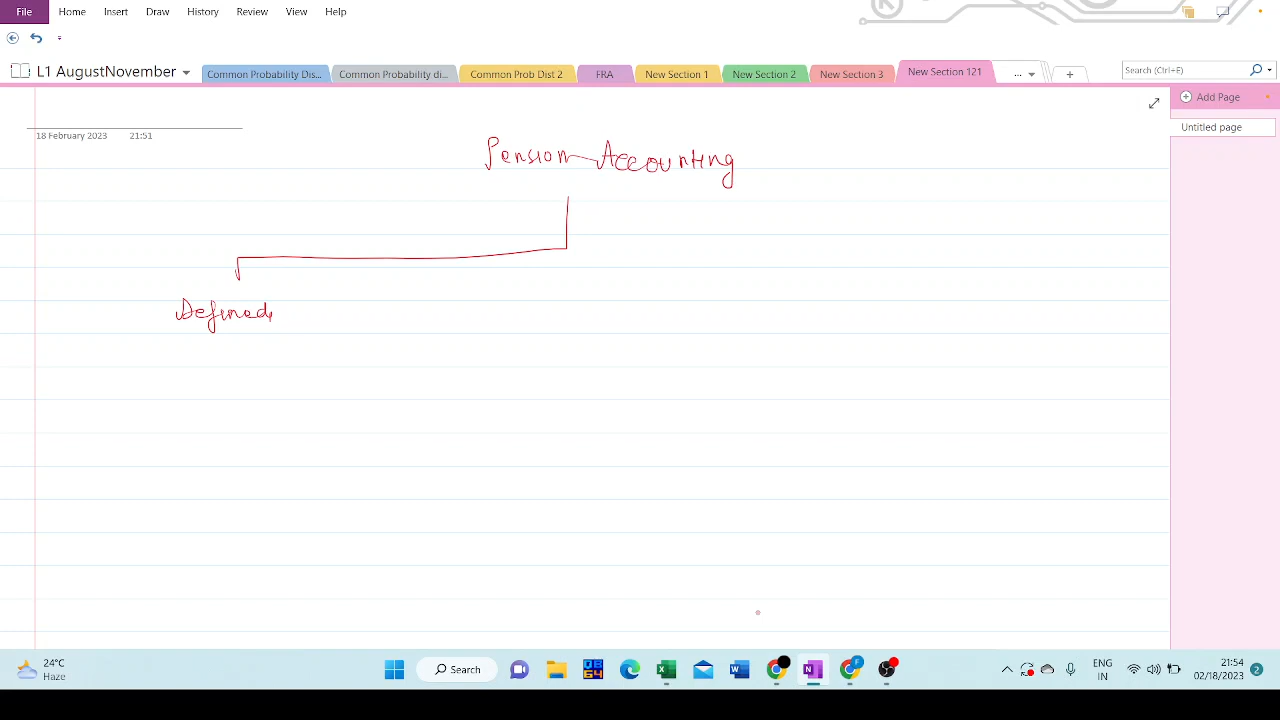 File Home Insert Draw History Review View Help
L1 AugustNovember Common Probability Dis... Common Probability di... Common Prob Dist 2 FRA New Section 1 New Section 2 New Section 3 New Section 121 ... + Search (Ctrl+E)
Add Page
Untitled page
18 February 2023 21:51
Pension Accounting
Defined
24°C
Haze
Search
DB
64
ENG
IN
21:54
02/18/2023
2